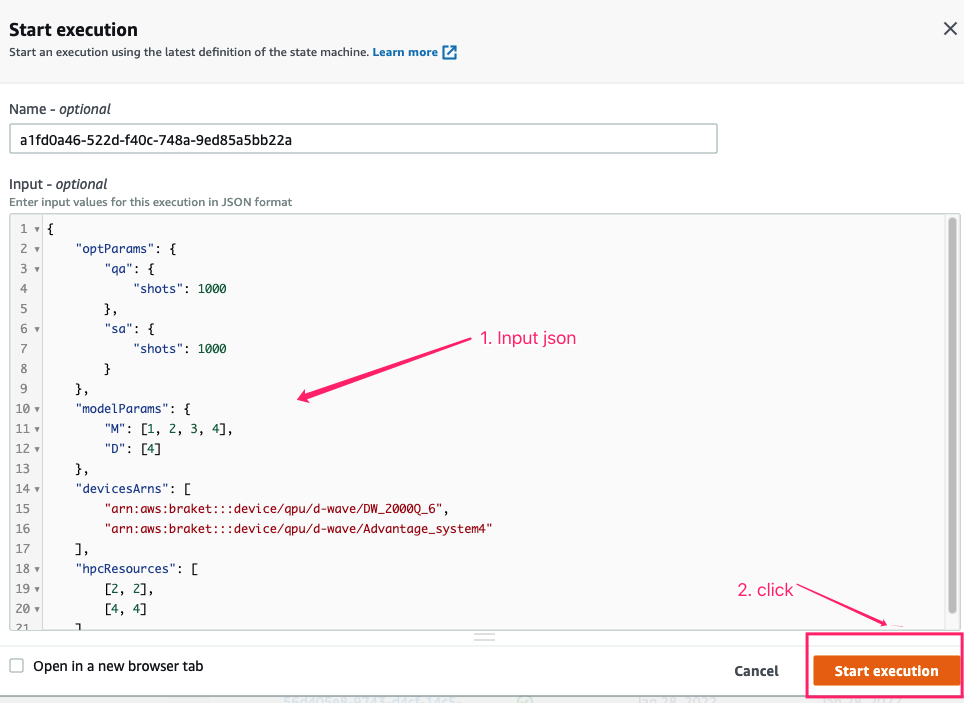 Start execution
Start an execution using the latest definition of the state machine. Learn more
Name - optional
a1fd0a46-522d-f40c-748a-9ed85a5bb22a
Input - optional
Enter input values for this execution in JSON format
1 {
2 "optParams": {
3 "qa": {
4 "shots": 1000
5 },
6 "sa": {
7 "shots": 1000
8 }
9 },
10 "modelParams": {
11 "M": [1, 2, 3, 4],
12 "D": [4]
13 },
14 "devicesArns": [
15 "arn:aws:braket:::device/qpu/d-wave/DW_2000Q_6",
16 "arn:aws:braket:::device/qpu/d-wave/Advantage_system4"
17 ],
18 "hpcResources": [
19 [2, 2],
20 [4, 4]
21 ]
1. Input json
2. click
Open in a new browser tab
Cancel
Start execution